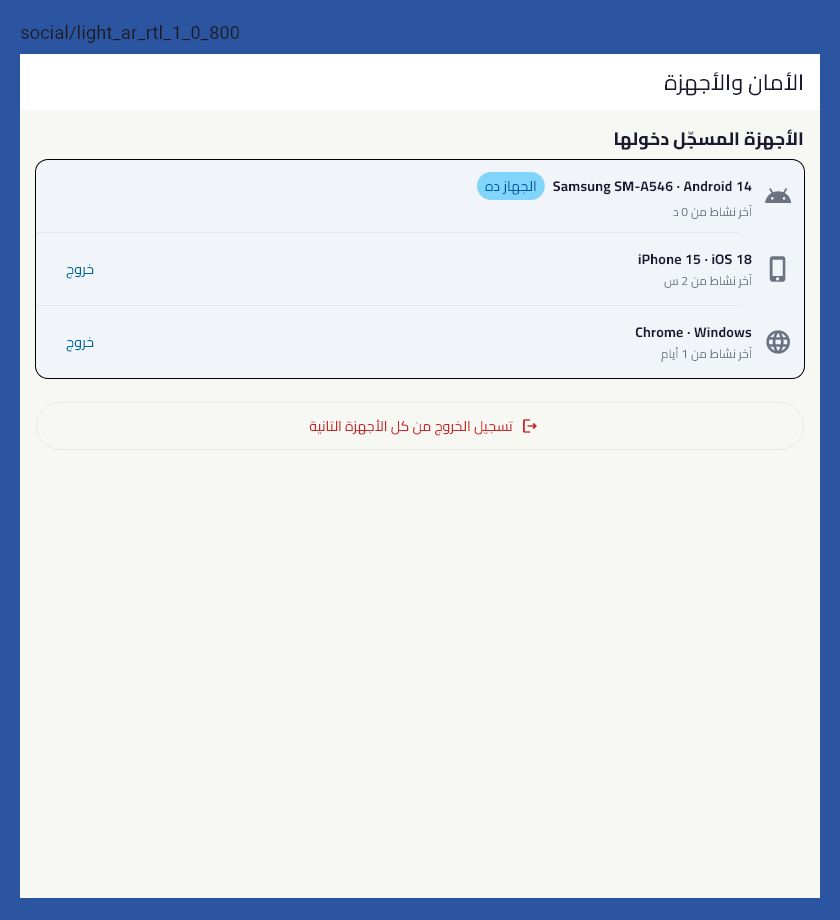 social/light_ar_rtl_1_0_800
الأمان والأجهزة
الأجهزة المسجّل دخولها
Samsung SM-A546 · Android 14 الجهاز ده
آخر نشاط من 0 د
iPhone 15 · iOS 18
آخر نشاط من 2 س
خروج
Chrome · Windows
آخر نشاط من 1 أيام
خروج
تسجيل الخروج من كل الأجهزة التانية